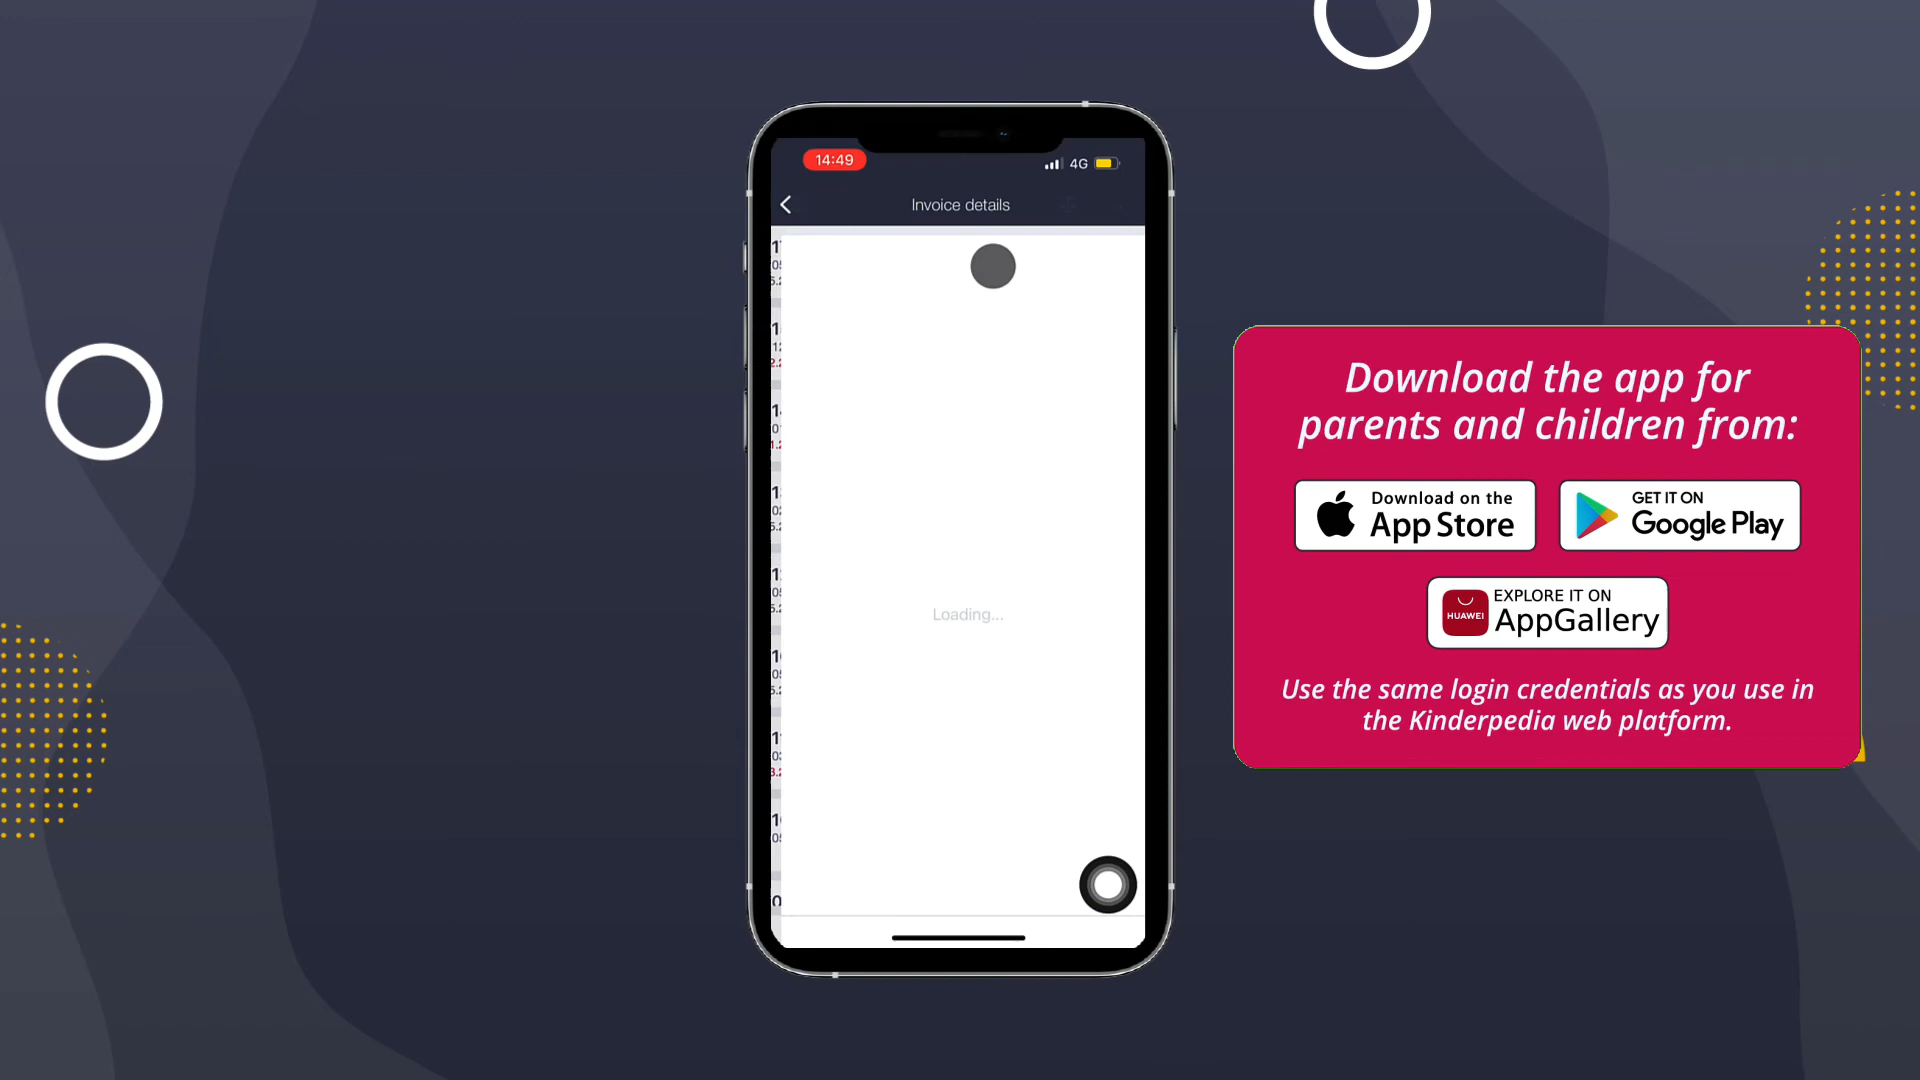 14:49
4G
Invoice details
Loading...
Download the app for
parents and children from:
Download on the
App Store
GET IT ON
Google Play
HUAWEI
EXPLORE IT ON
AppGallery
Use the same login credentials as you use in
the Kinderpedia web platform.